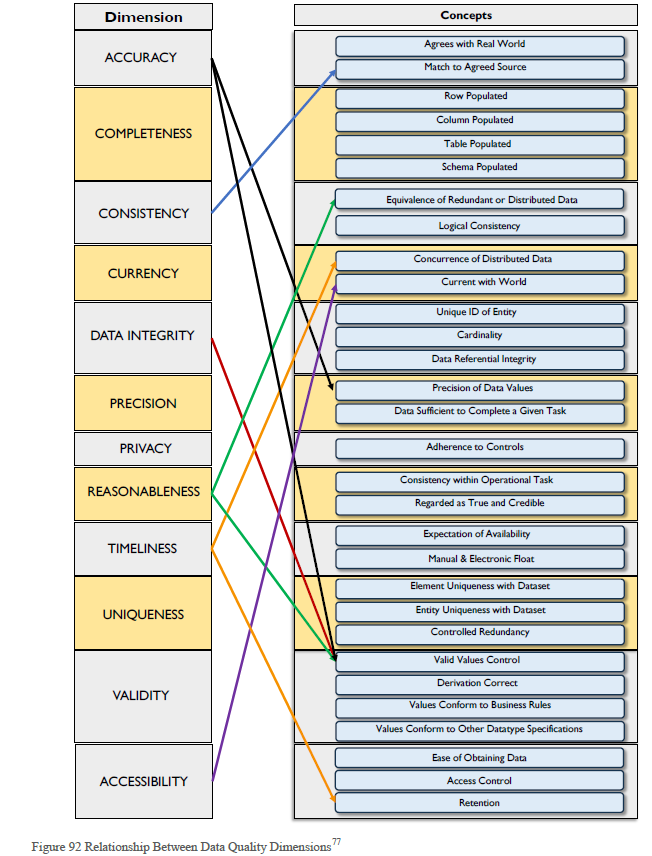 Dimension
Concepts
ACCURACY
Agrees with Real World
Match to Agreed Source
COMPLETENESS
Row Populated
Column Populated
Table Populated
Schema Populated
CONSISTENCY
Equivalence of Redundant or Distributed Data
Logical Consistency
CURRENCY
Concurrence of Distributed Data
Current with World
DATA INTEGRITY
Unique ID of Entity
Cardinality
Data Referential Integrity
PRECISION
Precision of Data Values
Data Sufficient to Complete a Given Task
PRIVACY
Adherence to Controls
REASONABLENESS
Consistency within Operational Task
Regarded as True and Credible
TIMELINESS
Expectation of Availability
Manual & Electronic Float
UNIQUENESS
Element Uniqueness with Dataset
Entity Uniqueness with Dataset
Controlled Redundancy
VALIDITY
Valid Values Control
Derivation Correct
Values Conform to Business Rules
Values Conform to Other Datatype Specifications
ACCESSIBILITY
Ease of Obtaining Data
Access Control
Retention
Figure 92 Relationship Between Data Quality Dimensions77